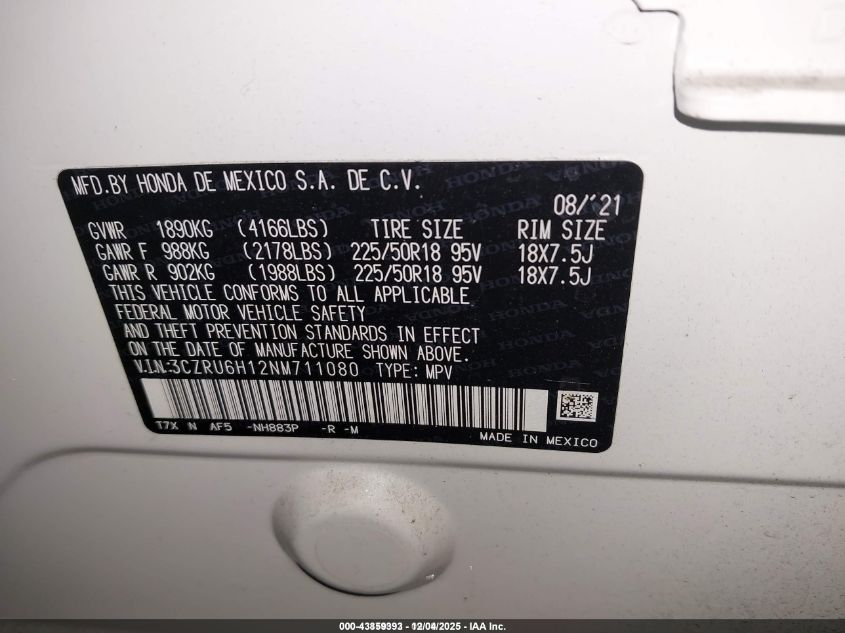 MFD.BY HONDA DE MEXICO S.A. DE C.V.
08/'21
GVWR 1890KG (4166LBS) TIRE SIZE RIM SIZE
GAWR F 988KG (2178LBS) 225/50R18 95V 18X7.5J
GAWR R 902KG (1988LBS) 225/50R18 95V 18X7.5J
THIS VEHICLE CONFORMS TO ALL APPLICABLE
FEDERAL MOTOR VEHICLE SAFETY
AND THEFT PREVENTION STANDARDS IN EFFECT
ON THE DATE OF MANUFACTURE SHOWN ABOVE.
V.I.N:3CZRU6H12NM711080 TYPE: MPV
T7X N AF5 -NH883P -R -M
MADE IN MEXICO
000-43859393 - 12/04/2025 - IAA Inc.